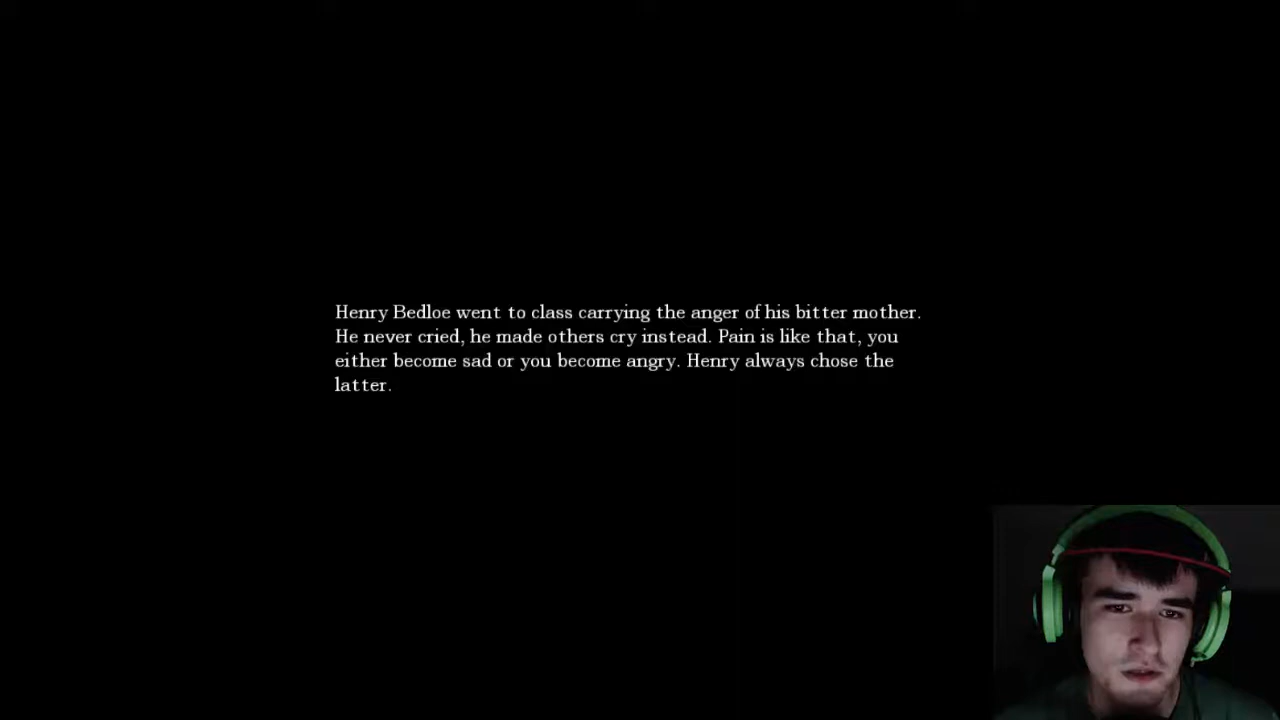 Henry Bedloe went to class carrying the anger of his bitter mother.
He never cried, he made others cry instead. Pain is like that, you
either become sad or you become angry. Henry always chose the
latter.